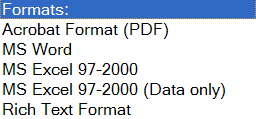 Formats:
Acrobat Format (PDF)
MS Word
MS Excel 97-2000
MS Excel 97-2000 (Data only)
Rich Text Format